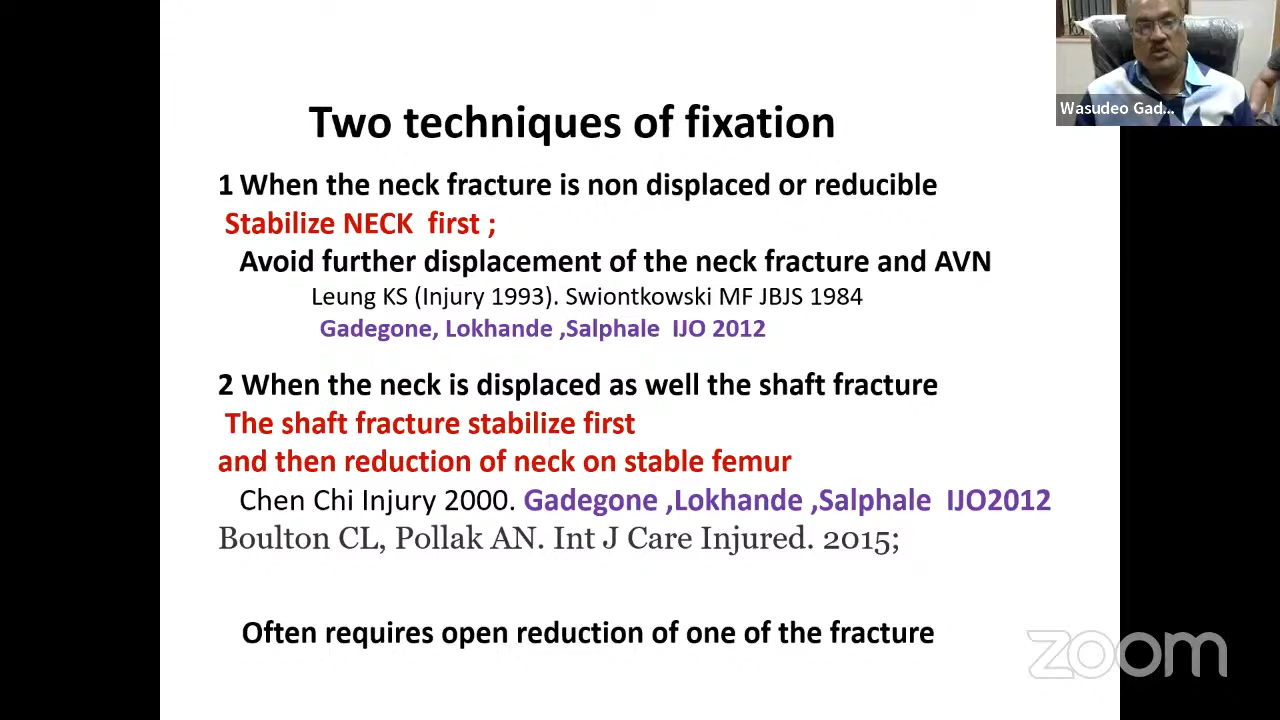 Wasudeo Gad...
Two techniques of fixation
1 When the neck fracture is non displaced or reducible
Stabilize NECK first ;
Avoid further displacement of the neck fracture and AVN
Leung KS (Injury 1993). Swiontkowski MF JBJS 1984
Gadegone, Lokhande ,Salphale IJO 2012
2 When the neck is displaced as well the shaft fracture
The shaft fracture stabilize first
and then reduction of neck on stable femur
Chen Chi Injury 2000. Gadegone ,Lokhande ,Salphale IJO2012
Boulton CL, Pollak AN. Int J Care Injured. 2015;
Often requires open reduction of one of the fracture
zoom